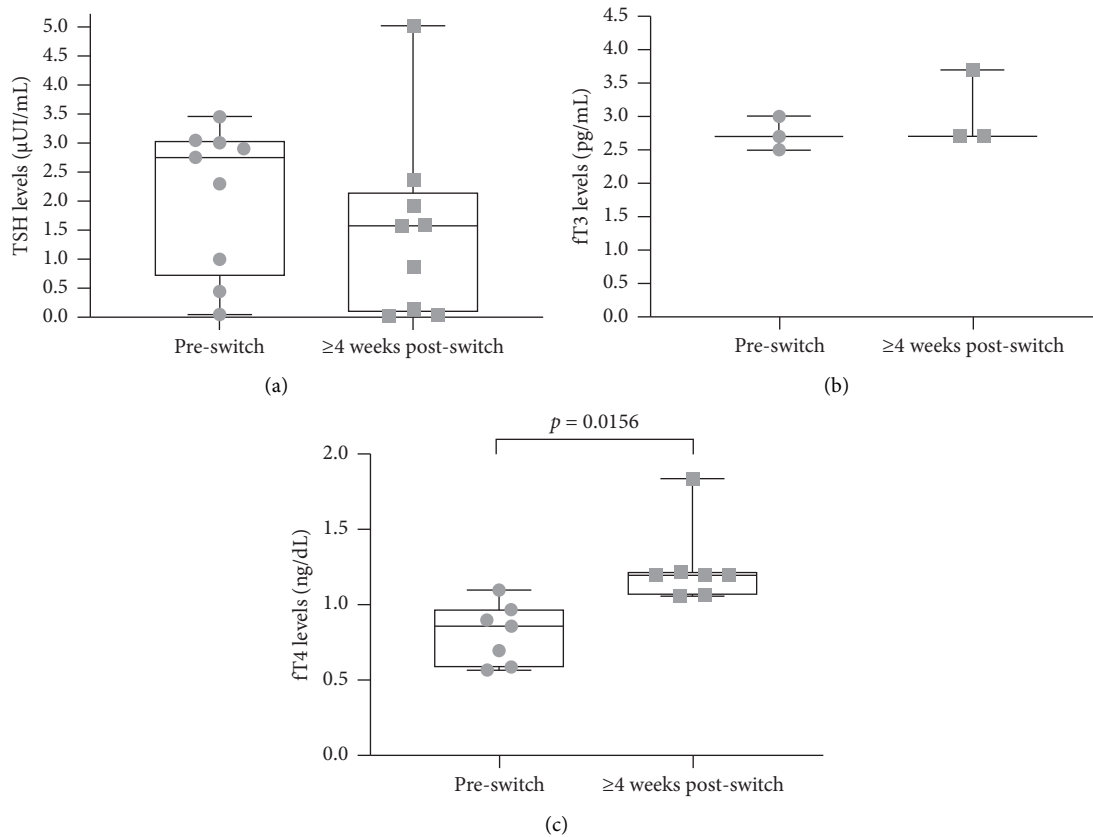 TSH levels (µUI/mL)
5.0
4.5
4.0
3.5
3.0
2.5
2.0
1.5
1.0
0.5
0.0
Pre-switch
≥4 weeks post-switch
(a)
fT3 levels (pg/mL)
4.5
4.0
3.5
3.0
2.5
2.0
1.5
1.0
0.5
0.0
Pre-switch
≥4 weeks post-switch
(b)
p = 0.0156
fT4 levels (ng/dL)
2.0
1.5
1.0
0.5
0.0
Pre-switch
≥4 weeks post-switch
(c)